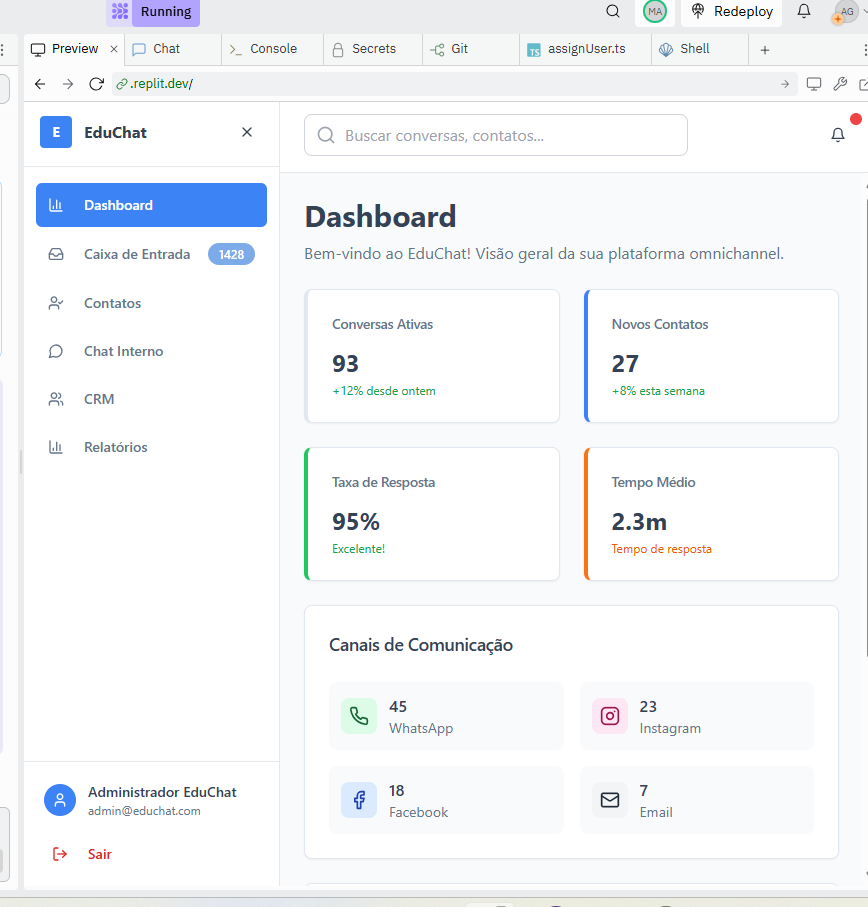 Running
MA
Redeploy
AG
Preview
Chat
Console
Secrets
Git
TS assignUser.ts
Shell
.replit.dev/
E EduChat
Buscar conversas, contatos...
Dashboard
Caixa de Entrada 1428
Contatos
Chat Interno
CRM
Relatórios
Administrador EduChat
admin@educhat.com
Sair
Dashboard
Bem-vindo ao EduChat! Visão geral da sua plataforma omnichannel.
Conversas Ativas
93
+12% desde ontem
Novos Contatos
27
+8% esta semana
Taxa de Resposta
95%
Excelente!
Tempo Médio
2.3m
Tempo de resposta
Canais de Comunicação
45
WhatsApp
23
Instagram
18
Facebook
7
Email